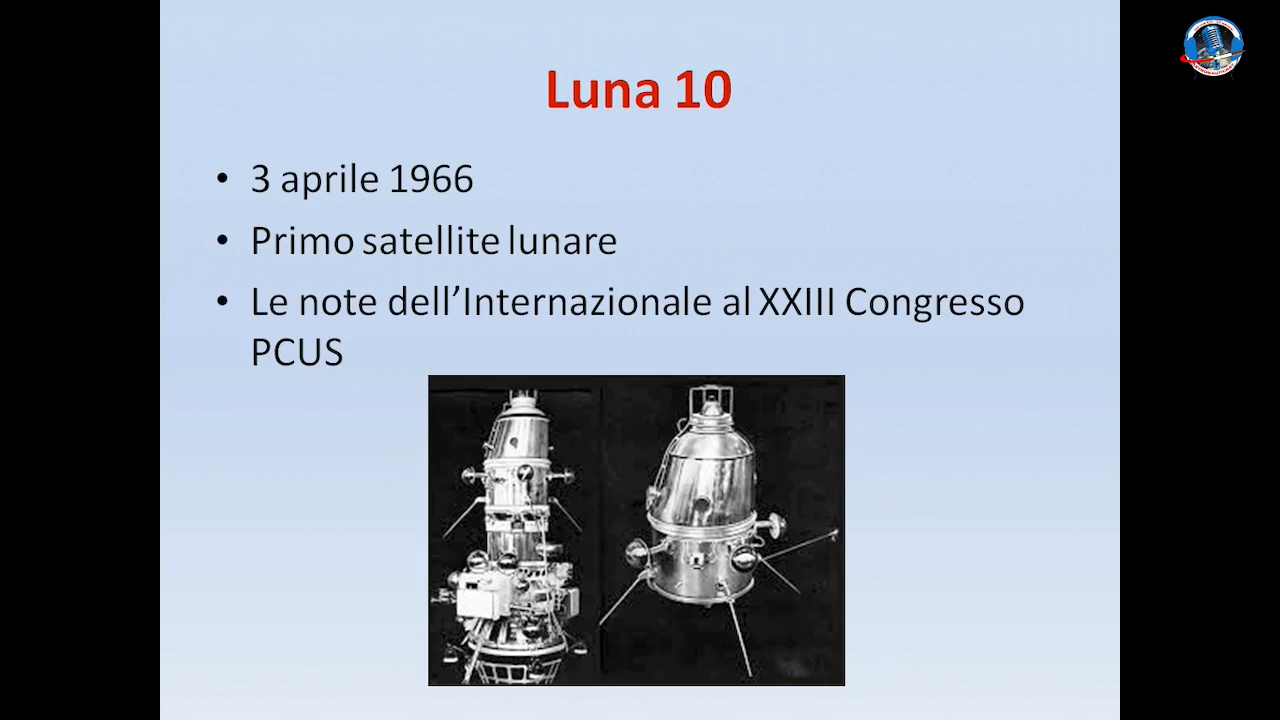 Luna 10
• 3 aprile 1966
• Primo satellite lunare
• Le note dell’Internazionale al XXIII Congresso
PCUS